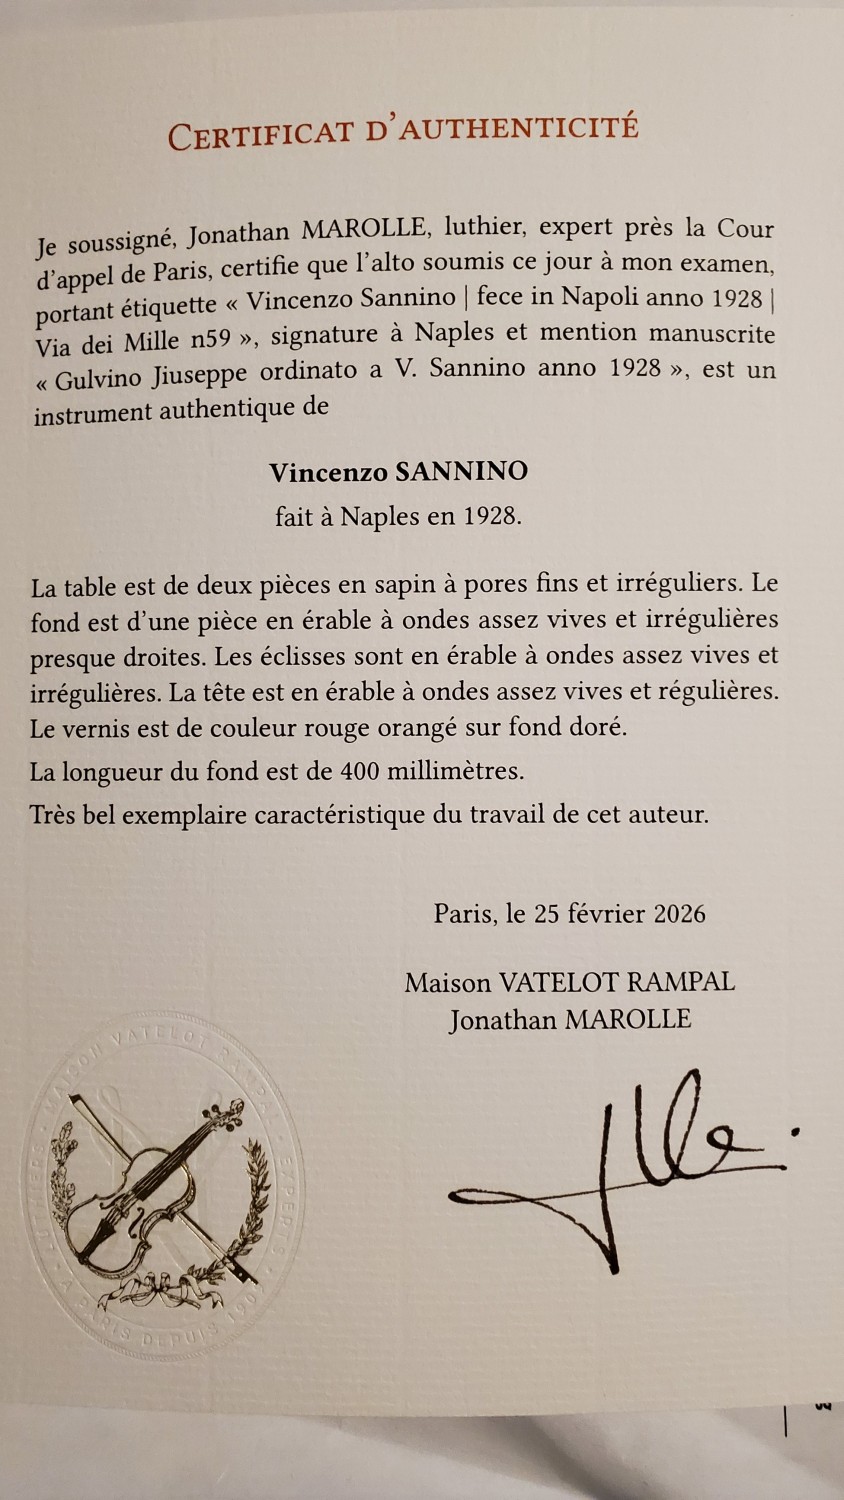 CERTIFICAT D'AUTHENTICITÉ
Je soussigné, Jonathan MAROLLE, luthier, expert près la Cour
d'appel de Paris, certifie que l'alto soumis ce jour à mon examen,
portant étiquette « Vincenzo Sannino | fece in Napoli anno 1928 |
Via dei Mille n59 », signature à Naples et mention manuscrite
« Gulvino Jiuseppe ordinato a V. Sannino anno 1928 », est un
instrument authentique de
Vincenzo SANNINO
fait à Naples en 1928.
La table est de deux pièces en sapin à pores fins et irréguliers. Le
fond est d'une pièce en érable à ondes assez vives et irrégulières
presque droites. Les éclisses sont en érable à ondes assez vives et
irrégulières. La tête est en érable à ondes assez vives et régulières.
Le vernis est de couleur rouge orangé sur fond doré.
La longueur du fond est de 400 millimètres.
Très bel exemplaire caractéristique du travail de cet auteur.
Paris, le 25 février 2026
Maison VATELOT RAMPAL
Jonathan MAROLLE
MAISON VATELOT RAMPAL · EXPERTS · À PARIS DEPUIS · LUTHIERS ·